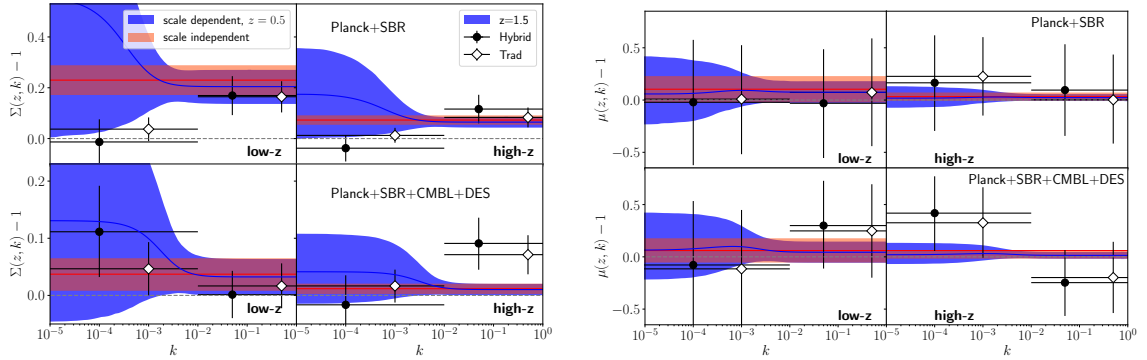 scale dependent, z = 0.5
scale independent
z=1.5
Hybrid
Trad
Planck+SBR
Σ(z, k) − 1
0.4
0.2
0.0
low-z
high-z
Planck+SBR+CMBL+DES
Σ(z, k) − 1
0.2
0.1
0.0
low-z
high-z
10⁻⁵ 10⁻⁴ 10⁻³ 10⁻² 10⁻¹ 10⁻⁵ 10⁻⁴ 10⁻³ 10⁻² 10⁻¹ 10⁰
k k
Planck+SBR
μ(z, k) − 1
0.5
0.0
−0.5
low-z
high-z
Planck+SBR+CMBL+DES
μ(z, k) − 1
0.5
0.0
−0.5
low-z
high-z
10⁻⁵ 10⁻⁴ 10⁻³ 10⁻² 10⁻¹ 10⁻⁵ 10⁻⁴ 10⁻³ 10⁻² 10⁻¹ 10⁰
k k